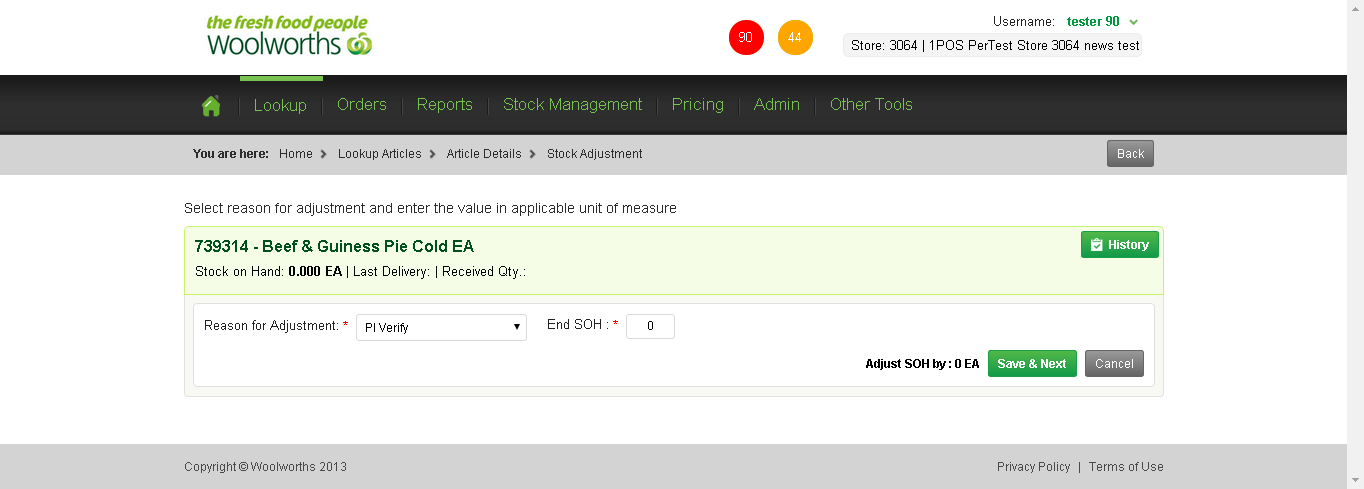 the fresh food people
Woolworths
90
44
Username: tester 90
Store: 3064 | 1POS PerTest Store 3064 news test
Lookup Orders Reports Stock Management Pricing Admin Other Tools
You are here: Home > Lookup Articles > Article Details > Stock Adjustment Back
Select reason for adjustment and enter the value in applicable unit of measure
739314 - Beef & Guiness Pie Cold EA
History
Stock on Hand: 0.000 EA | Last Delivery: | Received Qty.:
Reason for Adjustment: * PI Verify End SOH : * 0
Adjust SOH by : 0 EA Save & Next Cancel
Copyright © Woolworths 2013 Privacy Policy | Terms of Use